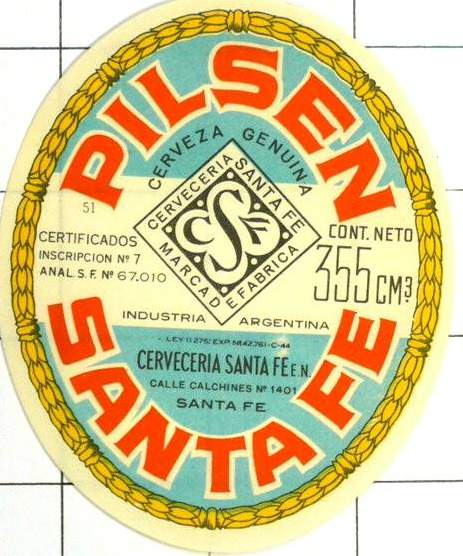 PILSEN
CERVEZA GENUINA
CERVECERIA SANTA FE
MARCA DE FABRICA
CSF
51
CERTIFICADOS
INSCRIPCION Nº 7
ANAL. S. F. Nº 67.010
CONT. NETO
355 CM3
INDUSTRIA ARGENTINA
CERVECERIA SANTA FE E.N.
CALLE CALCHINES Nº 1401
SANTA FE
SANTA FE